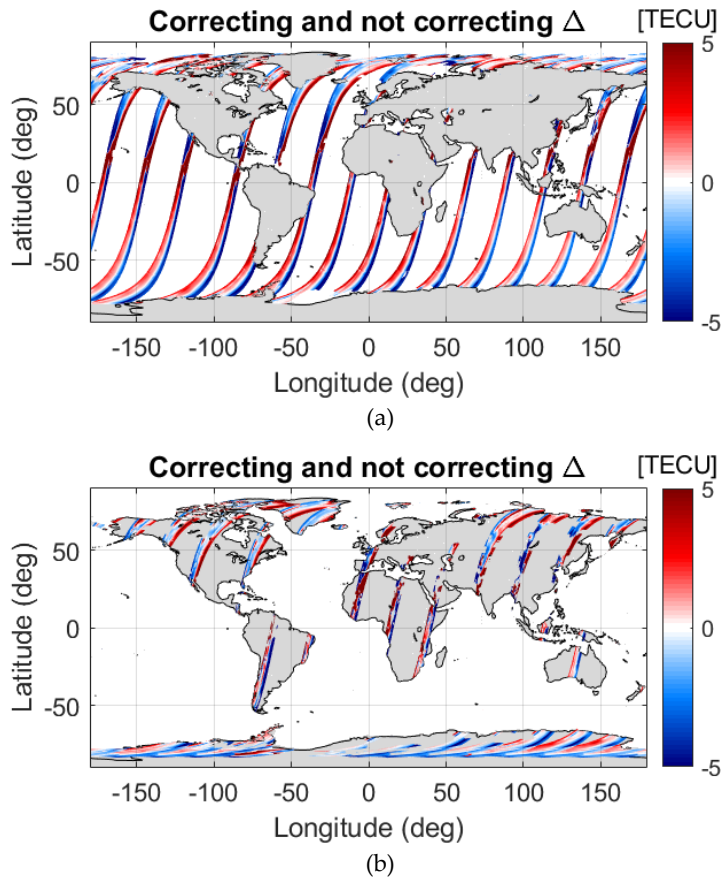 Correcting and not correcting Δ
[TECU]
5
0
-5
50
0
-50
Latitude (deg)
-150 -100 -50 0 50 100 150
Longitude (deg)
(a)
Correcting and not correcting Δ
[TECU]
5
0
-5
50
0
-50
Latitude (deg)
-150 -100 -50 0 50 100 150
Longitude (deg)
(b)